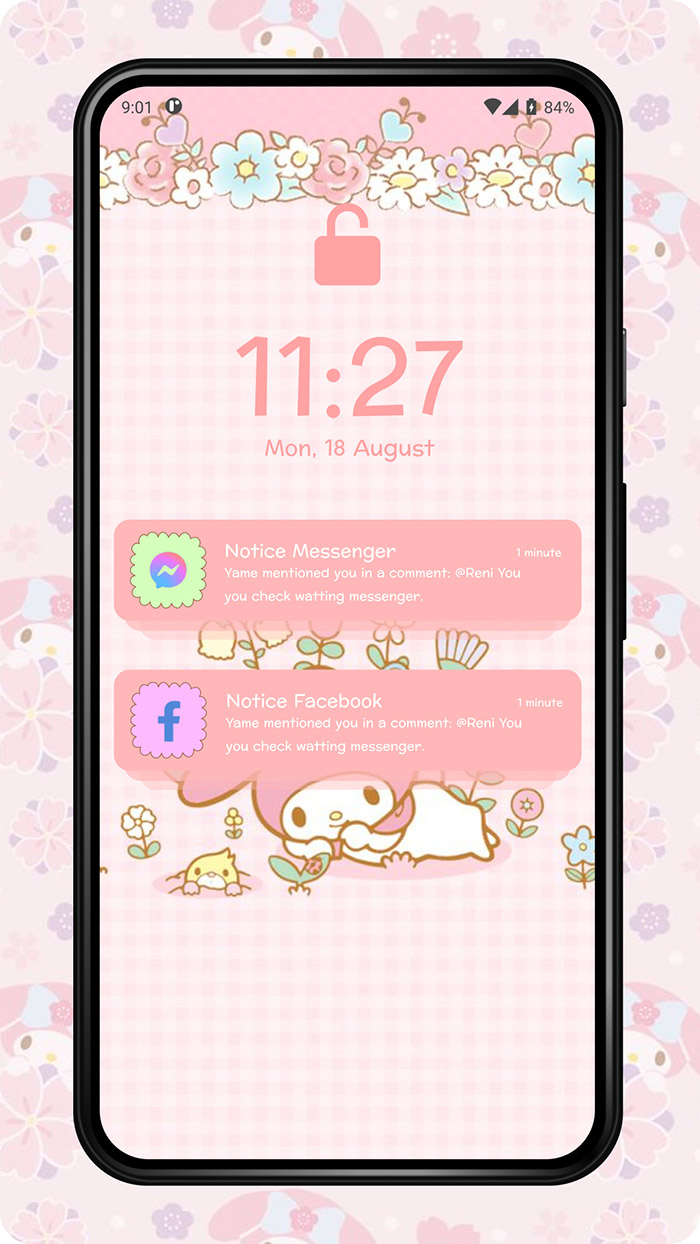 9:01 84%
11:27
Mon, 18 August
Notice Messenger 1 minute
Yame mentioned you in a comment: @Reni You
you check watting messenger.
Notice Facebook 1 minute
Yame mentioned you in a comment: @Reni You
you check watting messenger.